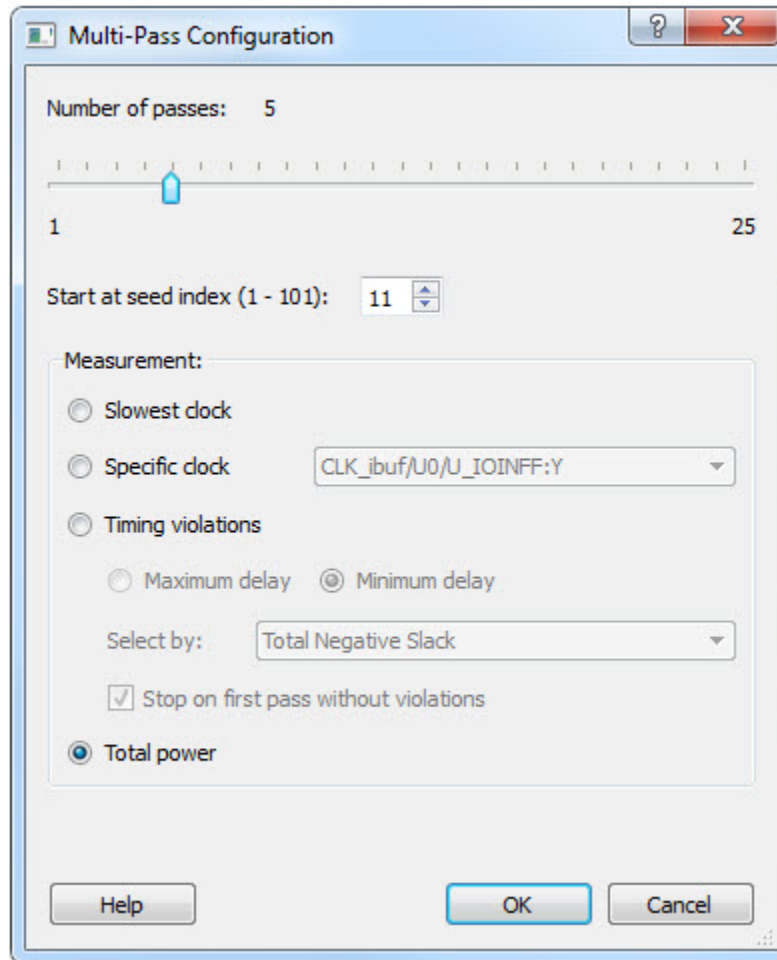 Multi-Pass Configuration
Number of passes: 5
1 25
Start at seed index (1 - 101): 11
Measurement:
Slowest clock
Specific clock CLK_ibuf/U0/U_IOINFF:Y
Timing violations
Maximum delay Minimum delay
Select by: Total Negative Slack
Stop on first pass without violations
Total power
Help OK Cancel